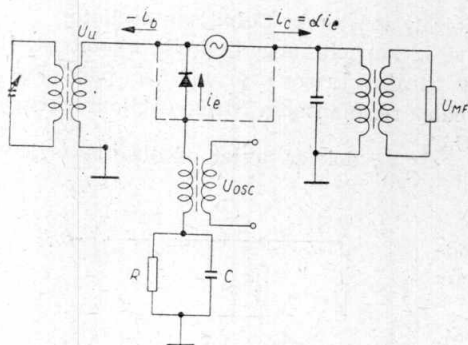 -i_b
-i_c = αi_e
U_u
i_e
U_MF
U_OSC
R
C